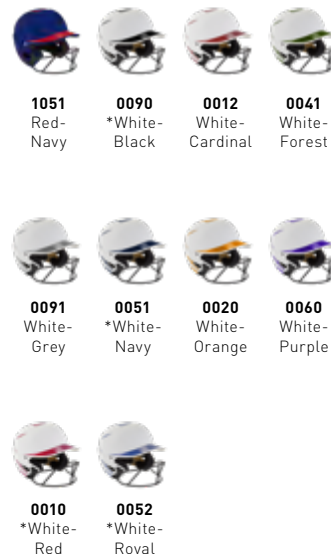 1051 0090 0012 0041
Red- *White- White- White-
Navy Black Cardinal Forest
0091 0051 0020 0060
White- *White- White- White-
Grey Navy Orange Purple
0010 0052
*White- *White-
Red Royal